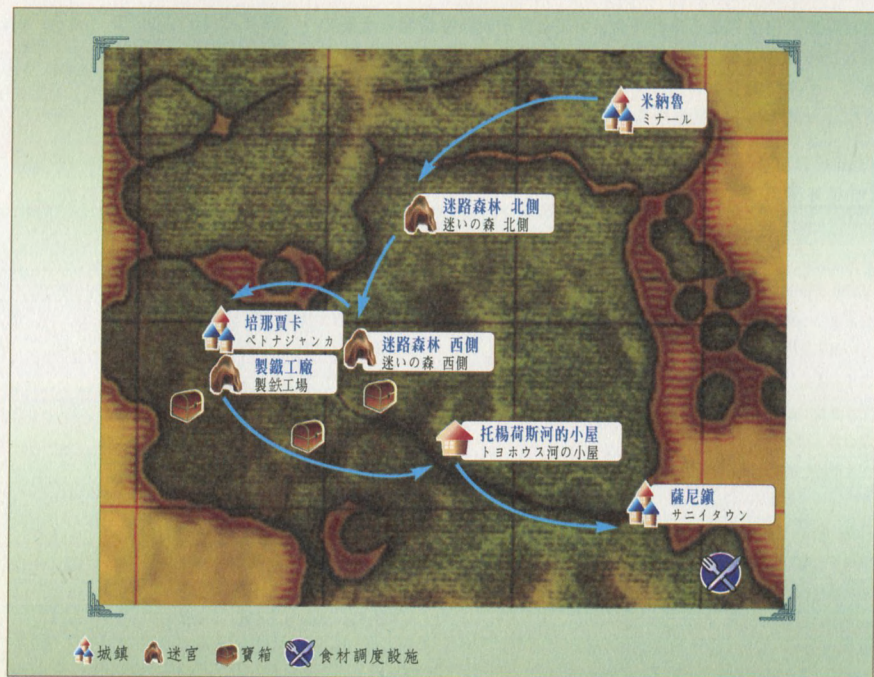 米納魯
ミナール
迷路森林 北側
迷いの森 北側
培那賈卡
ペトナジャンカ
迷路森林 西側
迷いの森 西側
製鐵工廠
製鉄工場
托楊荷斯河的小屋
トヨホウス河の小屋
薩尼鎮
サニイタウン
城鎮 迷宮 寶箱 食材調度設施